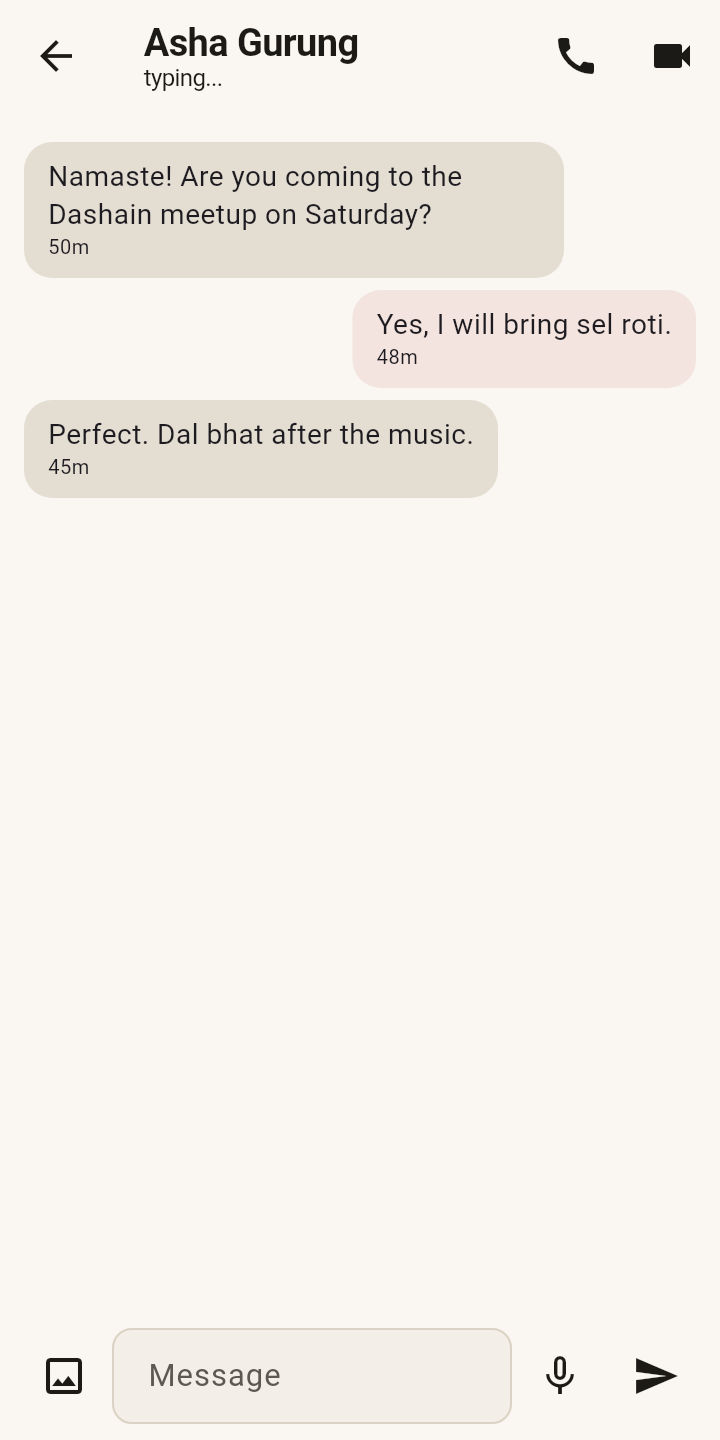 Asha Gurung
typing...
Namaste! Are you coming to the
Dashain meetup on Saturday?
50m
Yes, I will bring sel roti.
48m
Perfect. Dal bhat after the music.
45m
Message